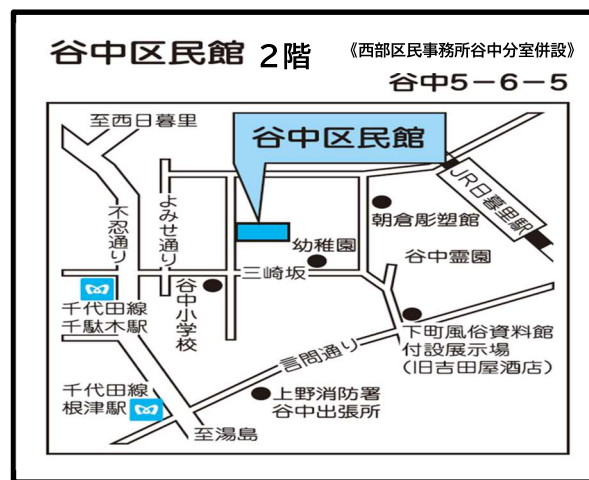 谷中区民館 2階
《西部区民事務所谷中分室併設》
谷中5－6－5
至西日暮里
谷中区民館
JR日暮里駅
不忍通り
よみせ通り
朝倉彫塑館
幼稚園
谷中霊園
三崎坂
千代田線
千駄木駅
谷中小学校
下町風俗資料館
付設展示場
（旧吉田屋酒店）
言問通り
千代田線
根津駅
上野消防署
谷中出張所
至湯島